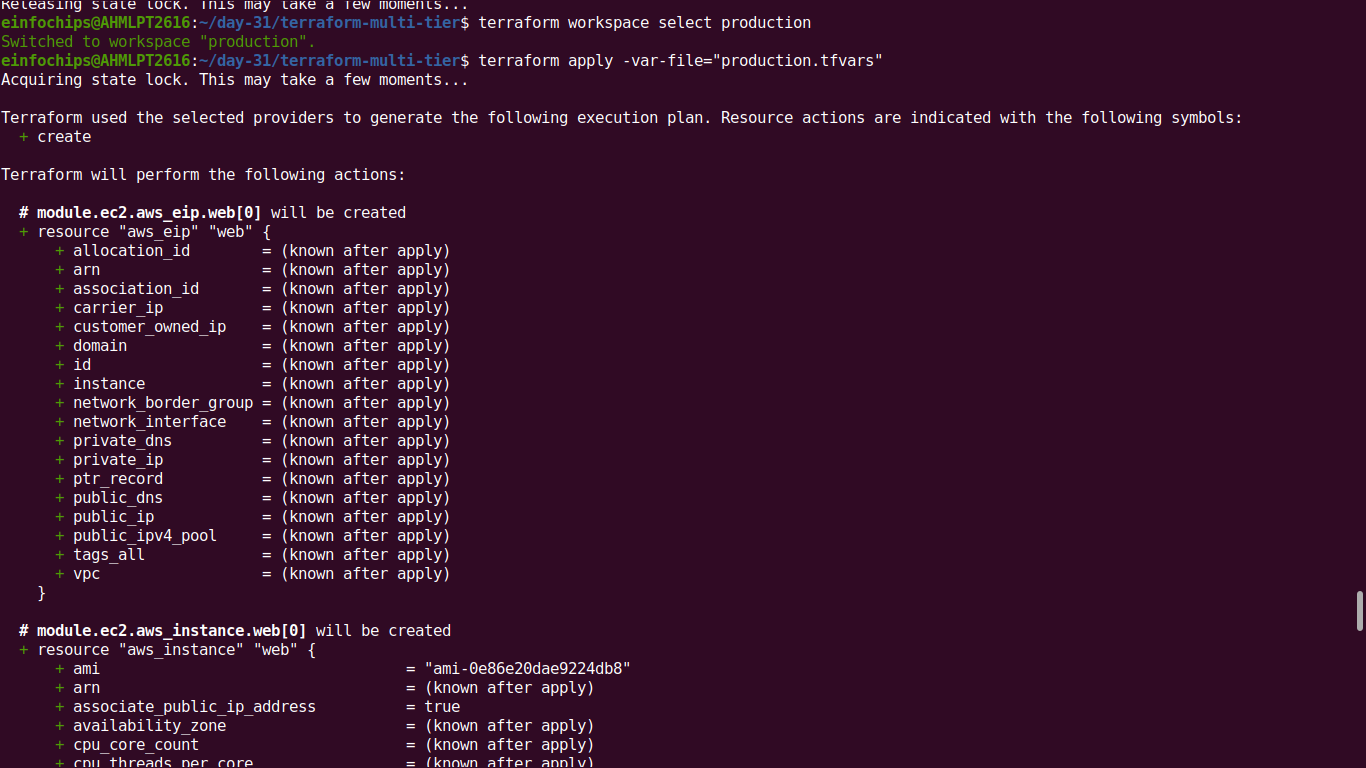 Releasing state lock. This may take a few moments...
einfochips@AHMLPT2616:~/day-31/terraform-multi-tier$ terraform workspace select production
Switched to workspace "production".
einfochips@AHMLPT2616:~/day-31/terraform-multi-tier$ terraform apply -var-file="production.tfvars"
Acquiring state lock. This may take a few moments...
Terraform used the selected providers to generate the following execution plan. Resource actions are indicated with the following symbols:
  + create
Terraform will perform the following actions:
  # module.ec2.aws_eip.web[0] will be created
  + resource "aws_eip" "web" {
      + allocation_id        = (known after apply)
      + arn                  = (known after apply)
      + association_id       = (known after apply)
      + carrier_ip           = (known after apply)
      + customer_owned_ip    = (known after apply)
      + domain               = (known after apply)
      + id                   = (known after apply)
      + instance             = (known after apply)
      + network_border_group = (known after apply)
      + network_interface    = (known after apply)
      + private_dns          = (known after apply)
      + private_ip           = (known after apply)
      + ptr_record           = (known after apply)
      + public_dns           = (known after apply)
      + public_ip            = (known after apply)
      + public_ipv4_pool     = (known after apply)
      + tags_all             = (known after apply)
      + vpc                  = (known after apply)
    }
  # module.ec2.aws_instance.web[0] will be created
  + resource "aws_instance" "web" {
      + ami                                  = "ami-0e86e20dae9224db8"
      + arn                                  = (known after apply)
      + associate_public_ip_address          = true
      + availability_zone                    = (known after apply)
      + cpu_core_count                       = (known after apply)
      + cpu_threads_per_core                 = (known after apply)